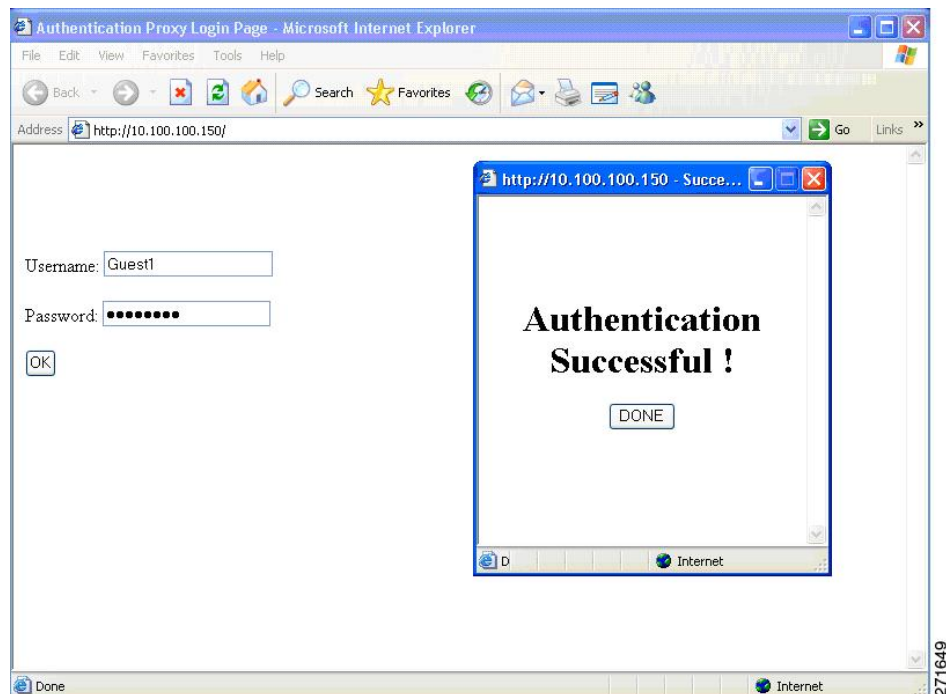 Authentication Proxy Login Page - Microsoft Internet Explorer
File Edit View Favorites Tools Help
Back Search Favorites
Address http://10.100.100.150/ Go Links »
http://10.100.100.150 - Succe...
Username: Guest1
Password: ••••••••
OK
Authentication
Successful !
DONE
D Internet
Done Internet
271649